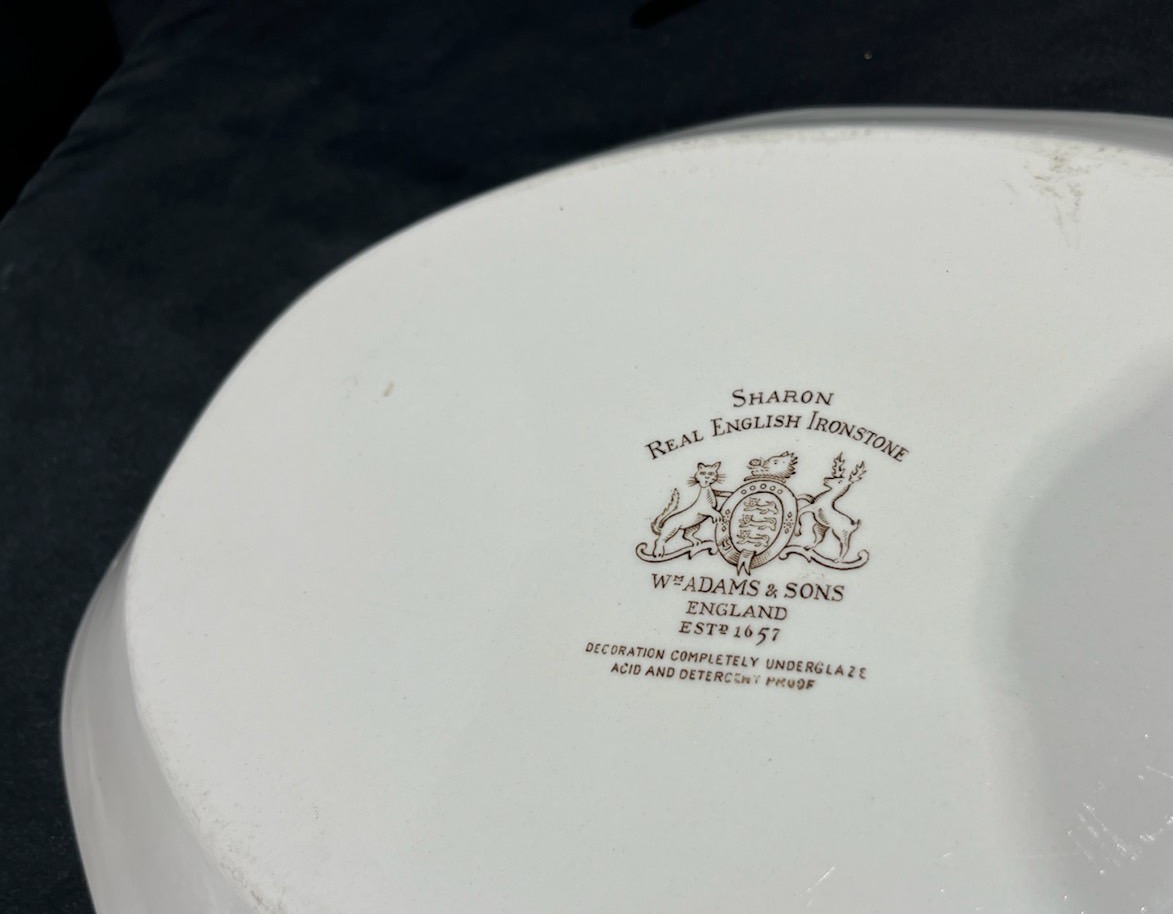 SHARON
REAL ENGLISH IRONSTONE
Wᴹ ADAMS & SONS
ENGLAND
ESTᴰ 1657
DECORATION COMPLETELY UNDERGLAZE
ACID AND DETERGENT PROOF